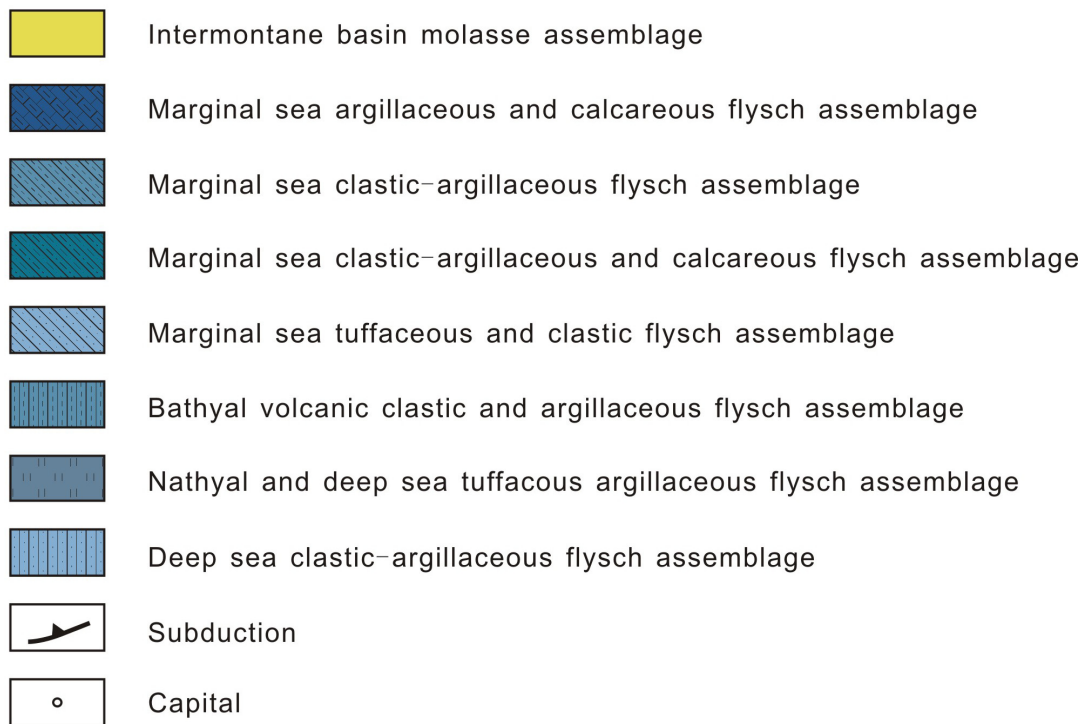 Intermontane basin molasse assemblage
Marginal sea argillaceous and calcareous flysch assemblage
Marginal sea clastic-argillaceous flysch assemblage
Marginal sea clastic-argillaceous and calcareous flysch assemblage
Marginal sea tuffaceous and clastic flysch assemblage
Bathyal volcanic clastic and argillaceous flysch assemblage
Nathyal and deep sea tuffacous argillaceous flysch assemblage
Deep sea clastic-argillaceous flysch assemblage
Subduction
Capital